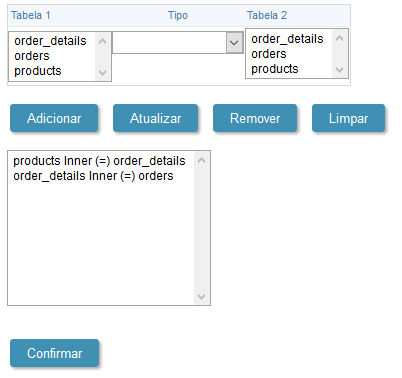 Tabela 1 Tipo Tabela 2
order_details order_details
orders orders
products products
Adicionar Atualizar Remover Limpar
products Inner (=) order_details
order_details Inner (=) orders
Confirmar